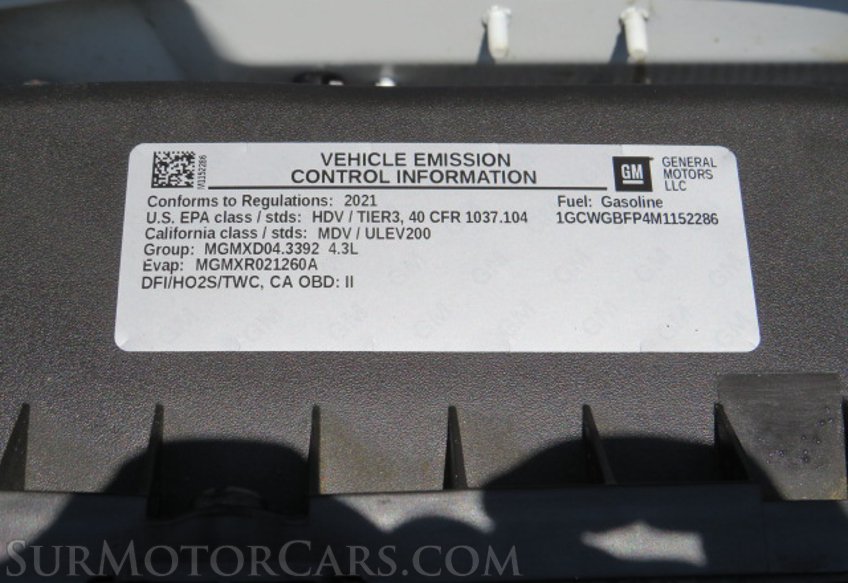 M1152286
VEHICLE EMISSION
CONTROL INFORMATION
GM
GENERAL
MOTORS
LLC
Conforms to Regulations: 2021
Fuel: Gasoline
U.S. EPA class / stds: HDV / TIER3, 40 CFR 1037.104
1GCWGBFP4M1152286
California class / stds: MDV / ULEV200
Group: MGMXD04.3392 4.3L
Evap: MGMXR021260A
DFI/HO2S/TWC, CA OBD: II
SURMOTORCARS.COM